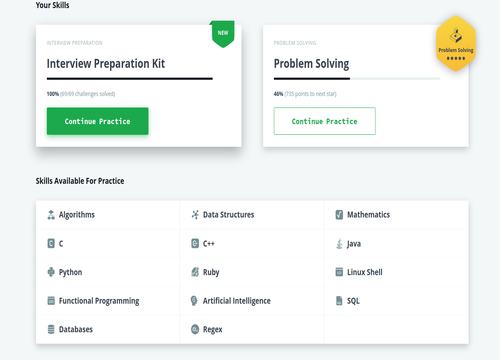 Your Skills
NEW
INTERVIEW PREPARATION
Interview Preparation Kit
100% (69/69 challenges solved)
Continue Practice
PROBLEM SOLVING
Problem Solving
46% (735 points to next star)
Continue Practice
Problem Solving
Skills Available For Practice
Algorithms
Data Structures
Mathematics
C
C++
Java
Python
Ruby
Linux Shell
Functional Programming
Artificial Intelligence
SQL
Databases
Regex